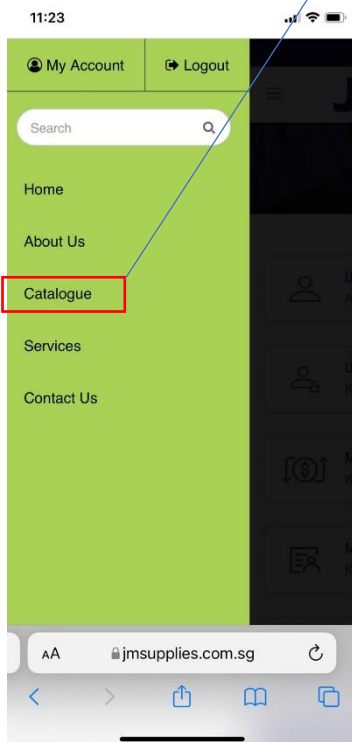 11:23
My Account
Logout
Search
Home
About Us
Catalogue
Services
Contact Us
AA
jmsupplies.com.sg